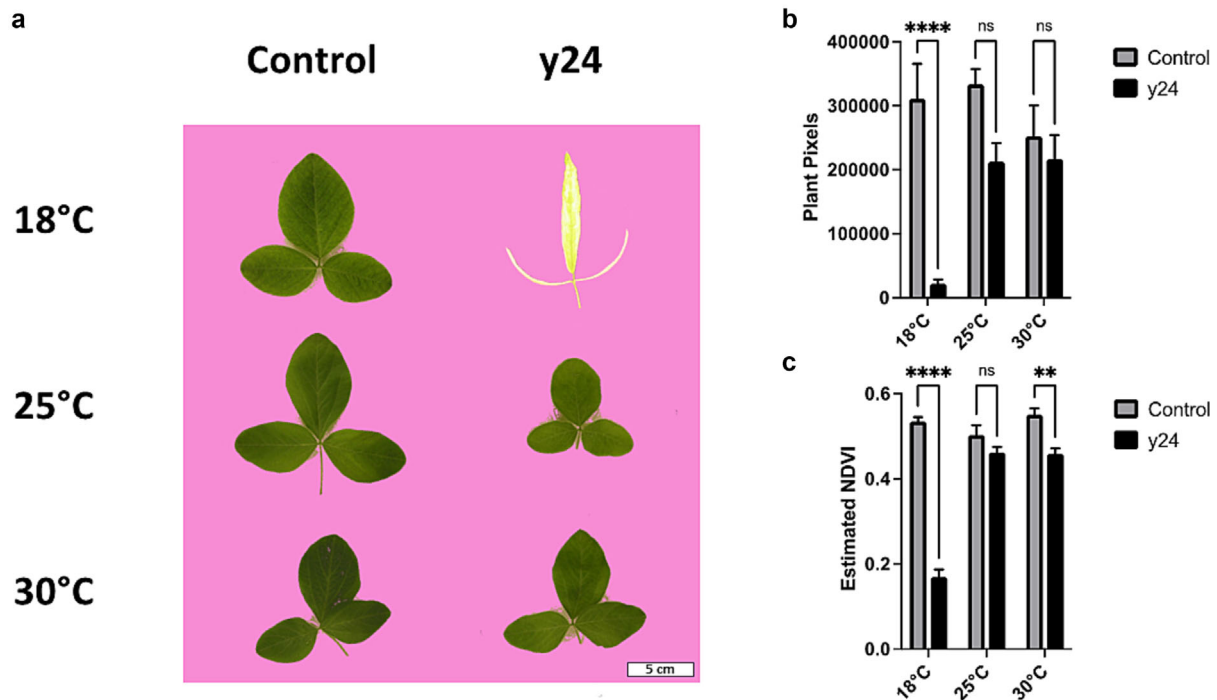 a
Control
y24
18°C
25°C
30°C
5 cm
b
****
ns
ns
Control
y24
Plant Pixels
400000
300000
200000
100000
0
18°C
25°C
30°C
c
****
ns
**
Control
y24
Estimated NDVI
0.6
0.4
0.2
0.0
18°C
25°C
30°C